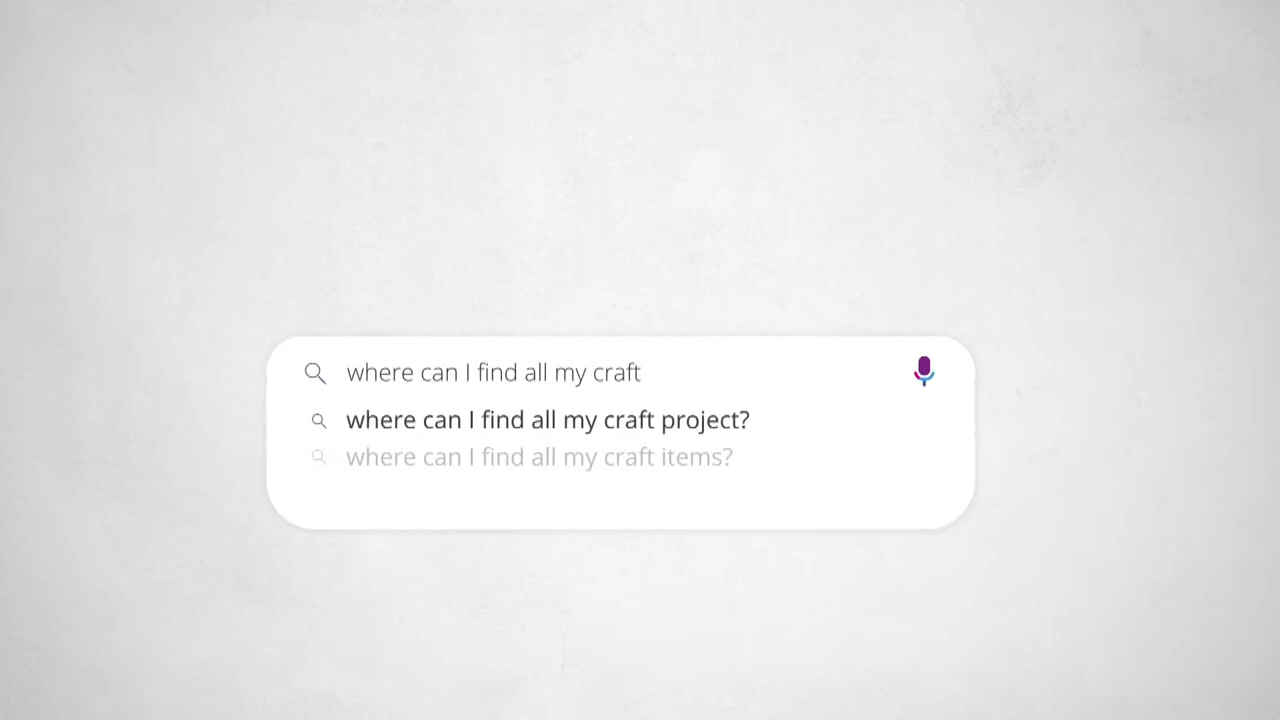 where can I find all my craft
where can I find all my craft project?
where can I find all my craft items?